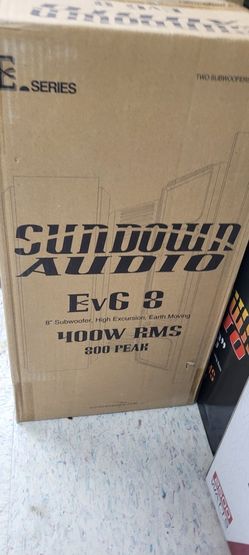 E. SERIES
TWO SUBWOOFERS
SUNDOWN
AUDIO
Ev6 8
8" Subwoofer, High Excursion, Earth Moving
400W RMS
800 PEAK